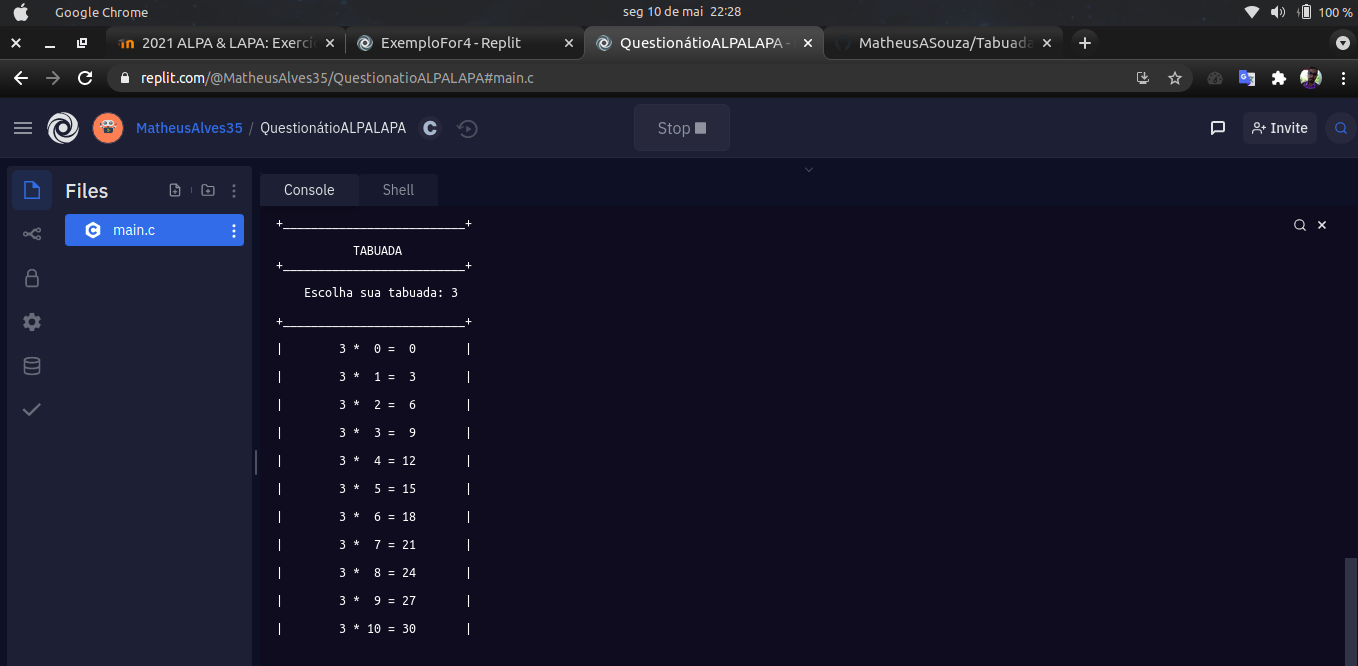 Google Chrome
seg 10 de mai 22:28
100 %
2021 ALPA & LAPA: Exercí
ExemploFor4 - Replit
QuestionátioALPALAPA -
MatheusASouza/Tabuada
replit.com/@MatheusAlves35/QuestionatioALPALAPA#main.c
MatheusAlves35 / QuestionátioALPALAPA
C
Stop
Invite
Files
main.c
Console
Shell
+__________________________+
TABUADA
+__________________________+
Escolha sua tabuada: 3
+__________________________+
| 3 * 0 = 0 |
| 3 * 1 = 3 |
| 3 * 2 = 6 |
| 3 * 3 = 9 |
| 3 * 4 = 12 |
| 3 * 5 = 15 |
| 3 * 6 = 18 |
| 3 * 7 = 21 |
| 3 * 8 = 24 |
| 3 * 9 = 27 |
| 3 * 10 = 30 |